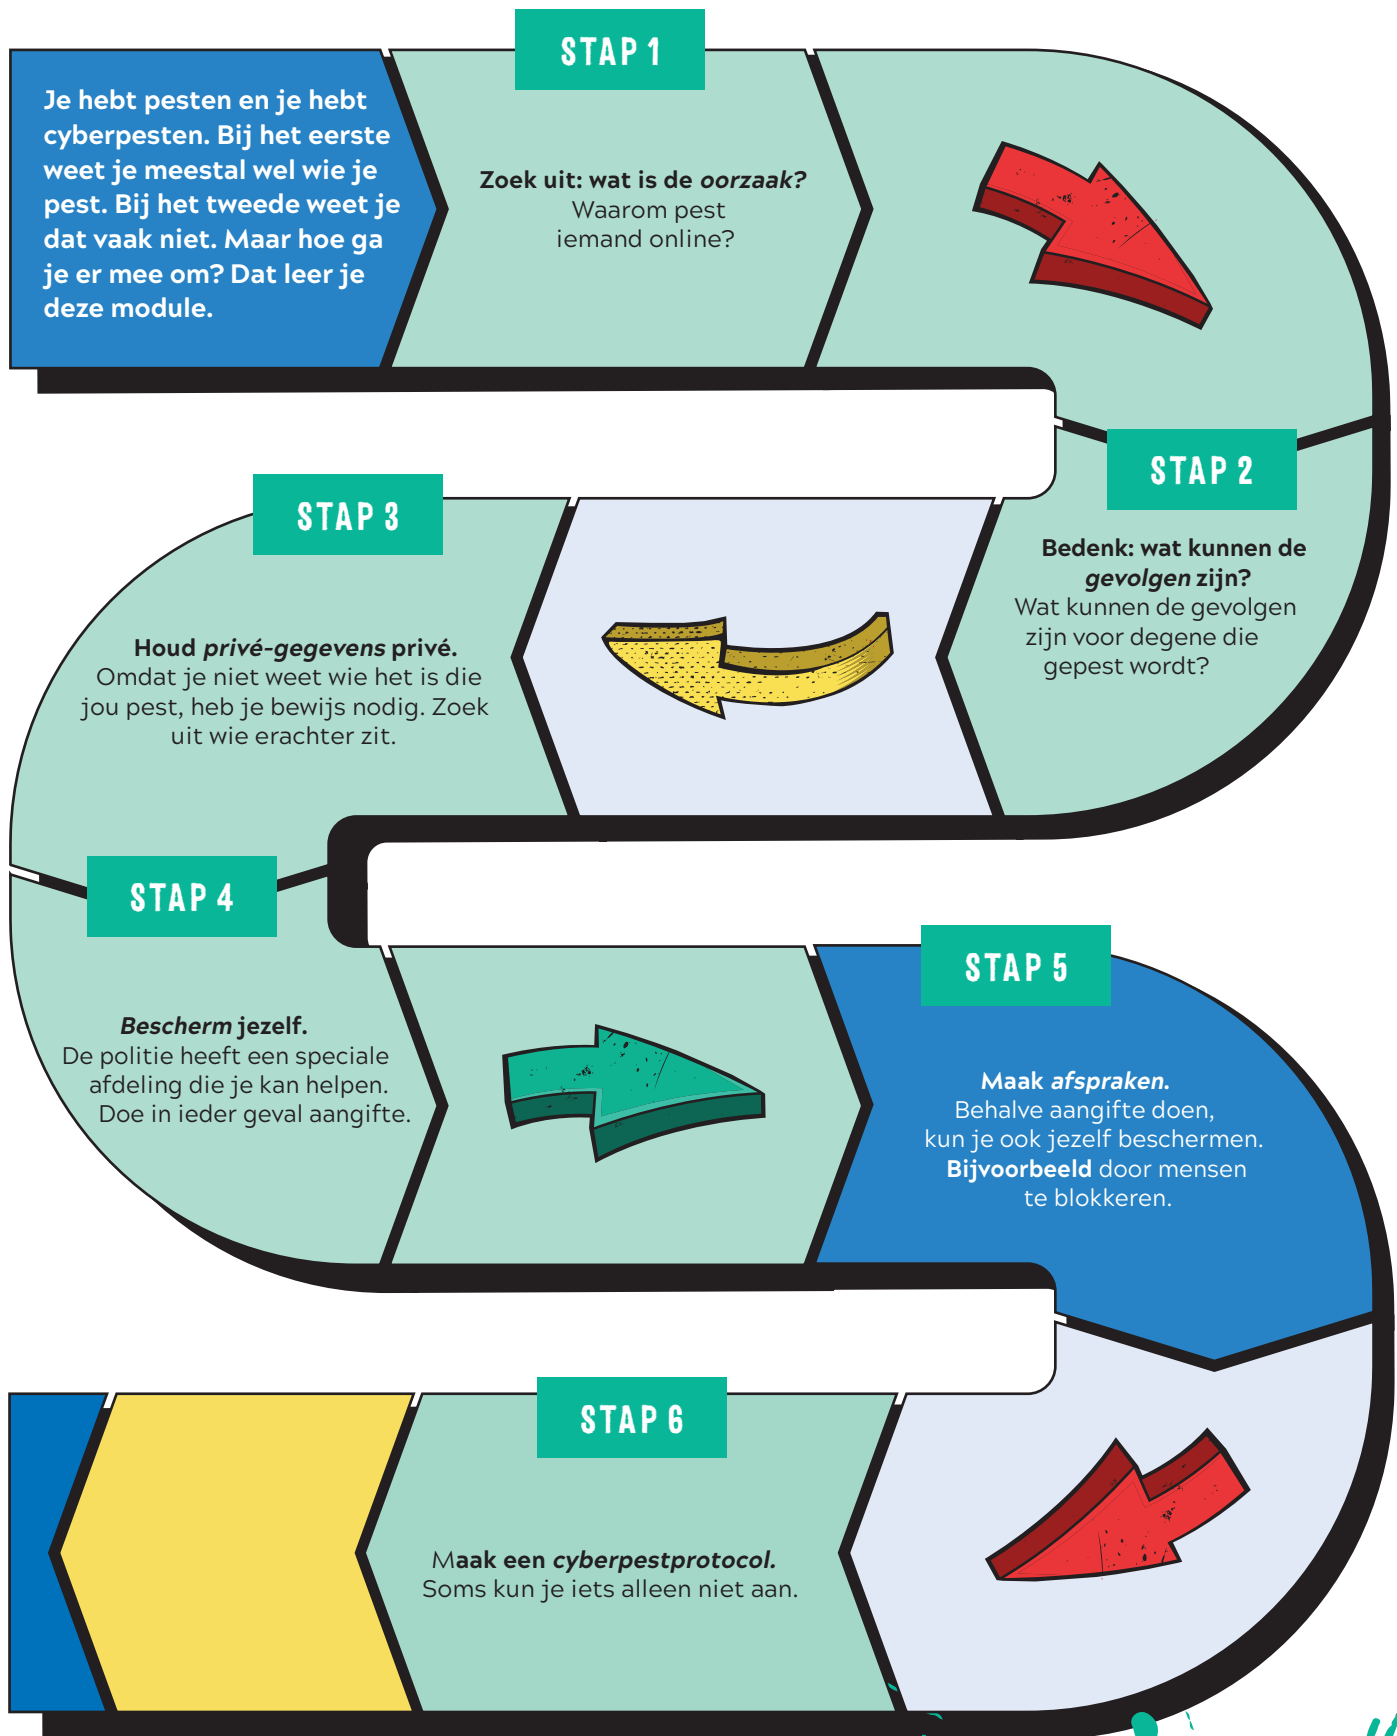 Je hebt pesten en je hebt
cyberpesten. Bij het eerste
weet je meestal wel wie je
pest. Bij het tweede weet je
dat vaak niet. Maar hoe ga
je er mee om? Dat leer je
deze module.
STAP 1
Zoek uit: wat is de oorzaak?
Waarom pest
iemand online?
STAP 2
Bedenk: wat kunnen de
gevolgen zijn?
Wat kunnen de gevolgen
zijn voor degene die
gepest wordt?
STAP 3
Houd privé-gegevens privé.
Omdat je niet weet wie het is die
jou pest, heb je bewijs nodig. Zoek
uit wie erachter zit.
STAP 4
Bescherm jezelf.
De politie heeft een speciale
afdeling die je kan helpen.
Doe in ieder geval aangifte.
STAP 5
Maak afspraken.
Behalve aangifte doen,
kun je ook jezelf beschermen.
Bijvoorbeeld door mensen
te blokkeren.
STAP 6
Maak een cyberpestprotocol.
Soms kun je iets alleen niet aan.